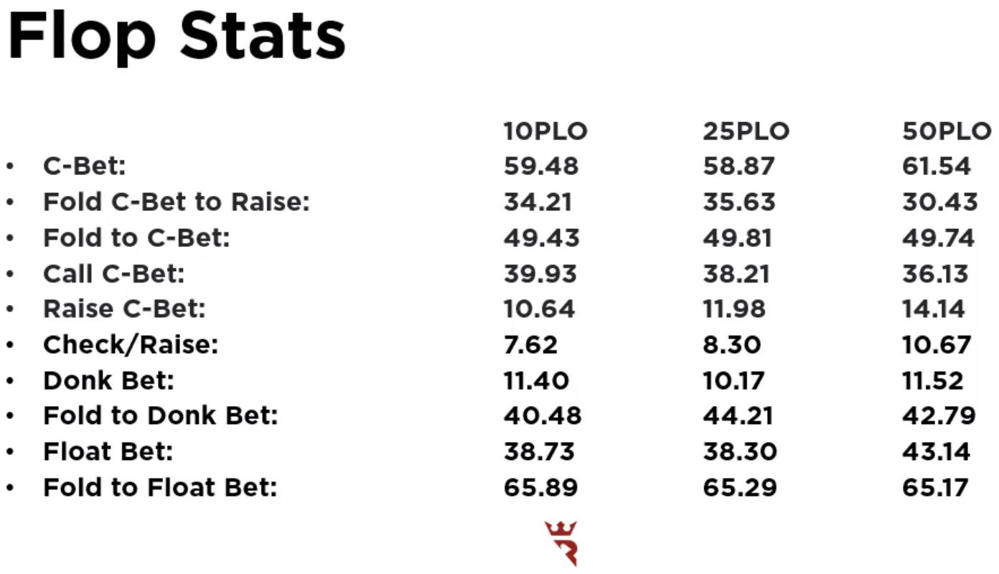 Flop Stats
10PLO 25PLO 50PLO
• C-Bet: 59.48 58.87 61.54
• Fold C-Bet to Raise: 34.21 35.63 30.43
• Fold to C-Bet: 49.43 49.81 49.74
• Call C-Bet: 39.93 38.21 36.13
• Raise C-Bet: 10.64 11.98 14.14
• Check/Raise: 7.62 8.30 10.67
• Donk Bet: 11.40 10.17 11.52
• Fold to Donk Bet: 40.48 44.21 42.79
• Float Bet: 38.73 38.30 43.14
• Fold to Float Bet: 65.89 65.29 65.17